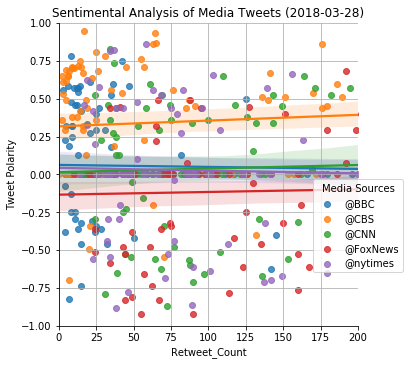 Sentimental Analysis of Media Tweets (2018-03-28)
1.00
0.75
0.50
0.25
0.00
−0.25
−0.50
−0.75
−1.00
Tweet Polarity
0 25 50 75 100 125 150 175 200
Retweet_Count
Media Sources
@BBC
@CBS
@CNN
@FoxNews
@nytimes